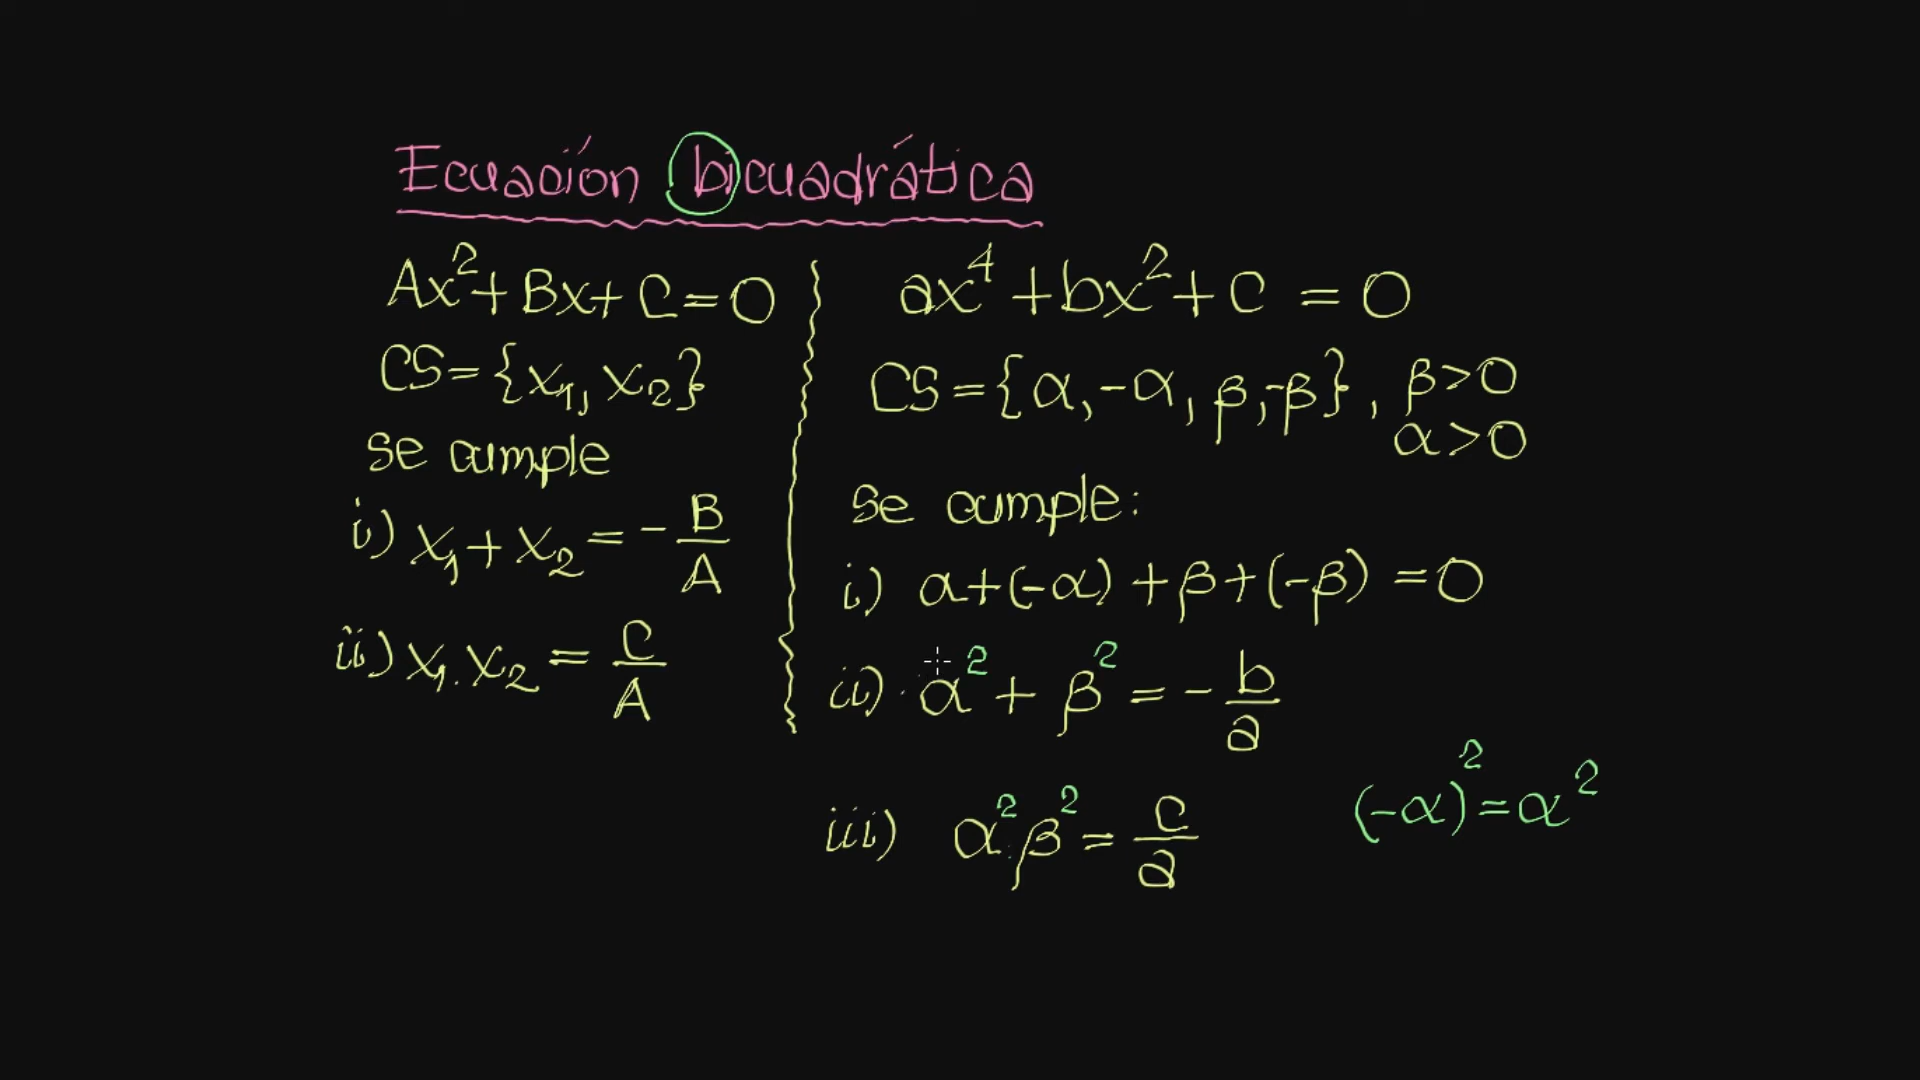 Ecuación bicuadrática
Ax²+Bx+C=0
CS={x₁, x₂}
se cumple
i) x₁+x₂=-B/A
ii) x₁.x₂=C/A
ax⁴+bx²+c=0
CS={α,-α,β,-β}, β>0
α>0
se cumple:
i) α+(-α)+β+(-β)=0
ii) α²+β²=-b/a
iii) α².β²=c/a
(-α)²=α²